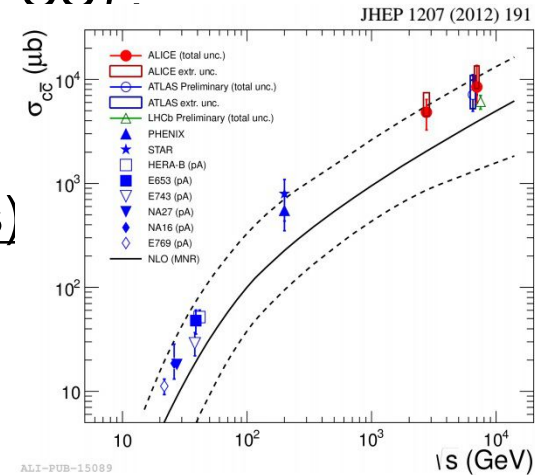 JHEP 1207 (2012) 191
σcc̄ (μb)
ALICE (total unc.)
ALICE extr. unc.
ATLAS Preliminary (total unc.)
ATLAS extr. unc.
LHCb Preliminary (total unc.)
PHENIX
STAR
HERA-B (pA)
E653 (pA)
E743 (pA)
NA27 (pA)
NA16 (pA)
E769 (pA)
NLO (MNR)
10⁴
10³
10²
10
10 10² 10³ 10⁴
√s (GeV)
ALI-PUB-15089